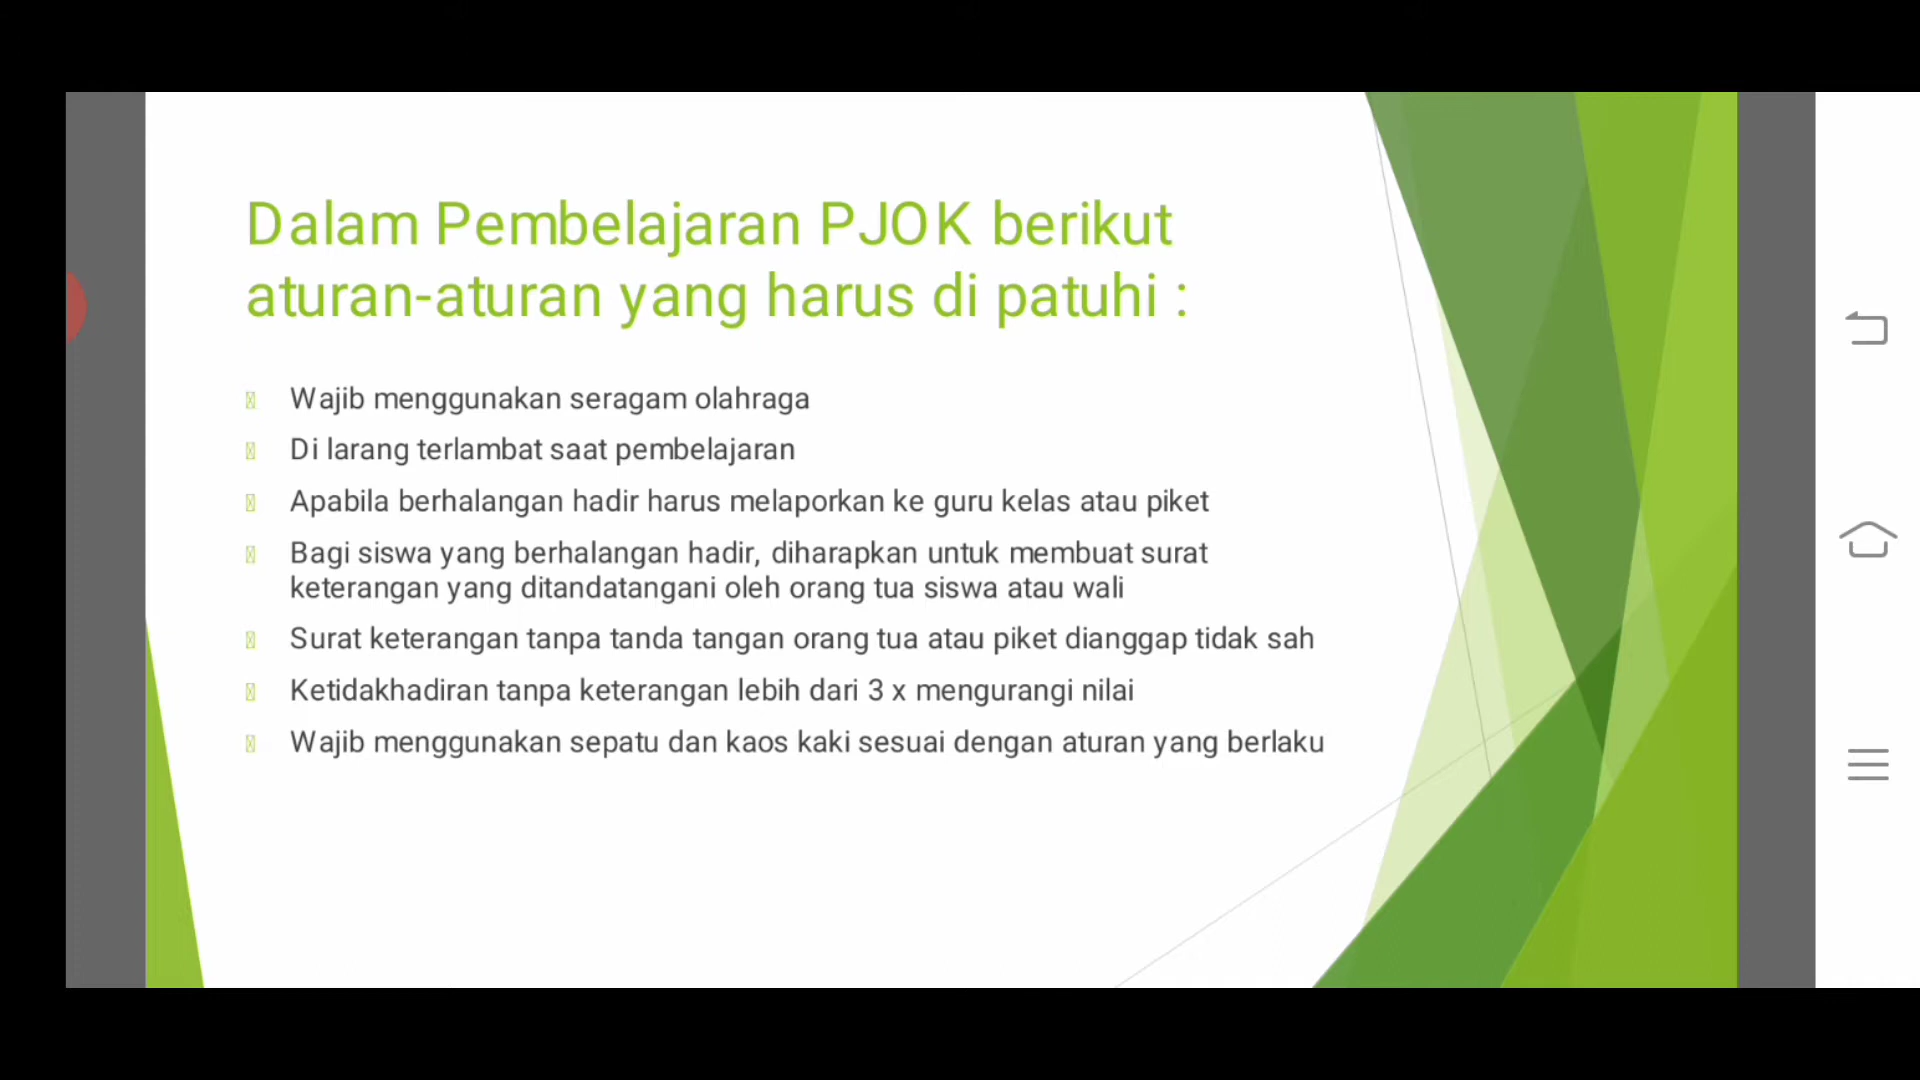 Dalam Pembelajaran PJOK berikut
aturan-aturan yang harus di patuhi :
Wajib menggunakan seragam olahraga
Di larang terlambat saat pembelajaran
Apabila berhalangan hadir harus melaporkan ke guru kelas atau piket
Bagi siswa yang berhalangan hadir, diharapkan untuk membuat surat
keterangan yang ditandatangani oleh orang tua siswa atau wali
Surat keterangan tanpa tanda tangan orang tua atau piket dianggap tidak sah
Ketidakhadiran tanpa keterangan lebih dari 3 x mengurangi nilai
Wajib menggunakan sepatu dan kaos kaki sesuai dengan aturan yang berlaku